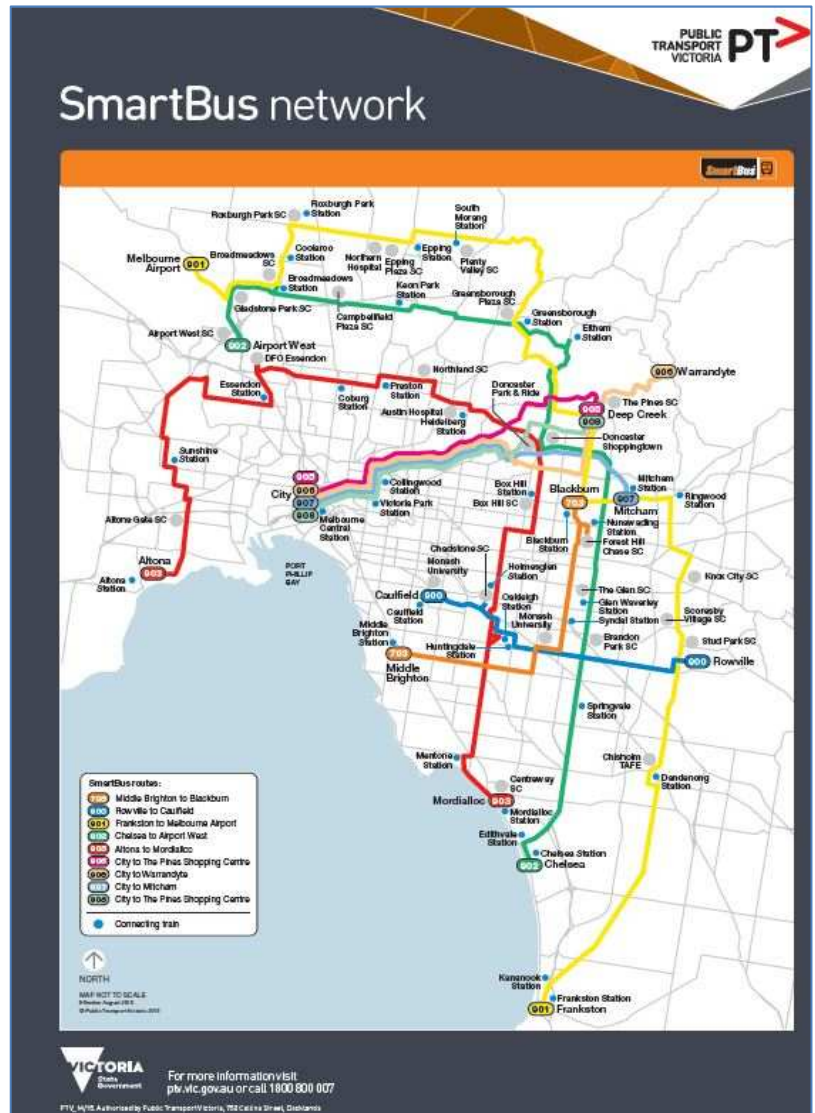 PUBLIC
TRANSPORT
VICTORIA
PT>
SmartBus network
SmartBus
Roxburgh Park SC
Roxburgh Park
Station
South
Morang
Station
Melbourne
Airport
901
Broadmeadows
SC
Coolaroo
Station
Northern
Hospital
Epping
Plaza SC
Epping
Station
Plenty
Valley SC
Broadmeadows
Station
Keon Park
Station
Greensborough
Plaza SC
Gladstone Park SC
Campbellfield
Plaza SC
Greensborough
Station
Eltham
Station
Airport West SC
902
Airport West
DFO Essendon
Northland SC
906
Warrandyte
Essendon
Station
Coburg
Station
Preston
Station
Doncaster
Park & Ride
The Pines SC
Austin Hospital
Heidelberg
Station
Deep Creek
Doncaster
Shoppingtown
Sunshine
Station
City
905
906
907
908
Collingwood
Station
Victoria Park
Station
Melbourne
Central
Station
Box Hill
Station
Box Hill SC
Blackburn
703
Mitcham
Station
907
Mitcham
Ringwood
Station
Altona Gate SC
Nunawading
Station
Blackburn
Station
Forest Hill
Chase SC
Altona
903
Altona
Station
PORT
PHILLIP
BAY
Chadstone SC
Monash
University
Holmesglen
Station
Knox City SC
Caulfield
900
Caulfield
Station
Oakleigh
Station
Monash
University
The Glen SC
Glen Waverley
Station
Syndal Station
Scoresby
Village SC
Middle
Brighton
Station
Huntingdale
Station
Brandon
Park SC
Stud Park SC
703
Middle
Brighton
900
Rowville
Springvale
Station
Mentone
Station
Chisholm
TAFE
Dandenong
Station
Centreway
SC
Mordialloc
903
Mordialloc
Station
Edithvale
Station
Chelsea Station
902
Chelsea
Kananook
Station
Frankston Station
901
Frankston
SmartBus routes:
703 Middle Brighton to Blackburn
900 Rowville to Caulfield
901 Frankston to Melbourne Airport
902 Chelsea to Airport West
903 Altona to Mordialloc
905 City to The Pines Shopping Centre
906 City to Warrandyte
907 City to Mitcham
908 City to The Pines Shopping Centre
Connecting train
NORTH
MAP NOT TO SCALE
VICTORIA
State
Government
For more information visit
ptv.vic.gov.au or call 1800 800 007
Authorised by Public Transport Victoria, 750 Collins Street, Docklands